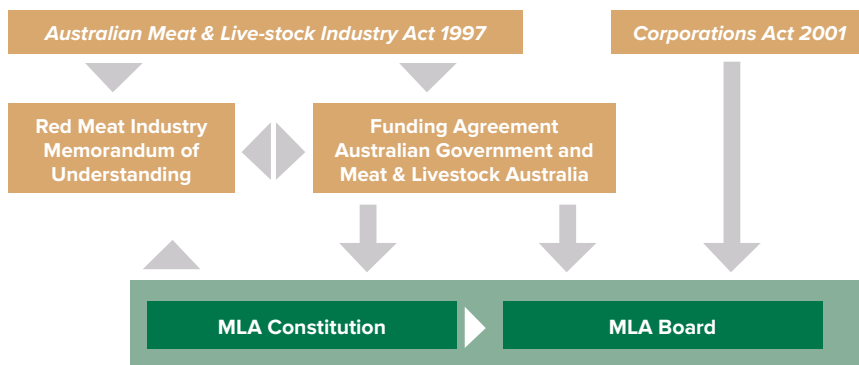 Australian Meat & Live-stock Industry Act 1997
Corporations Act 2001
Red Meat Industry
Memorandum of
Understanding
Funding Agreement
Australian Government and
Meat & Livestock Australia
MLA Constitution
MLA Board